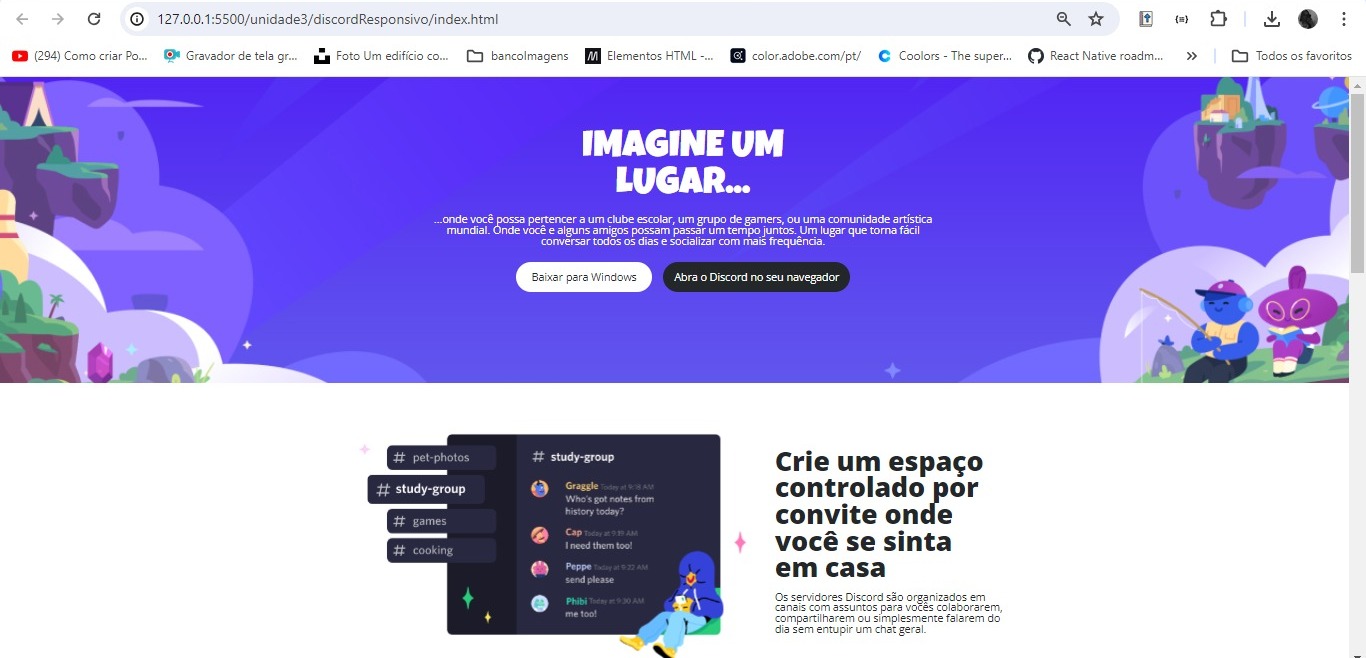 127.0.0.1:5500/unidade3/discordResponsivo/index.html
(294) Como criar Po...
Gravador de tela gr...
Foto Um edifício co...
bancoImagens
Elementos HTML -...
color.adobe.com/pt/
Coolors - The super...
React Native roadm...
Todos os favoritos
IMAGINE UM
LUGAR...
...onde você possa pertencer a um clube escolar, um grupo de gamers, ou uma comunidade artística
mundial. Onde você e alguns amigos possam passar um tempo juntos. Um lugar que torna fácil
conversar todos os dias e socializar com mais frequência.
Baixar para Windows
Abra o Discord no seu navegador
# pet-photos
# study-group
# games
# cooking
# study-group
Graggle Today at 9:18 AM
Who's got notes from
history today?
Cap Today at 9:19 AM
I need them too!
Peppe Today at 9:22 AM
send please
Phibi Today at 9:30 AM
me too!
Crie um espaço
controlado por
convite onde
você se sinta
em casa
Os servidores Discord são organizados em
canais com assuntos para vocês colaborarem,
compartilharem ou simplesmente falarem do
dia sem entupir um chat geral.